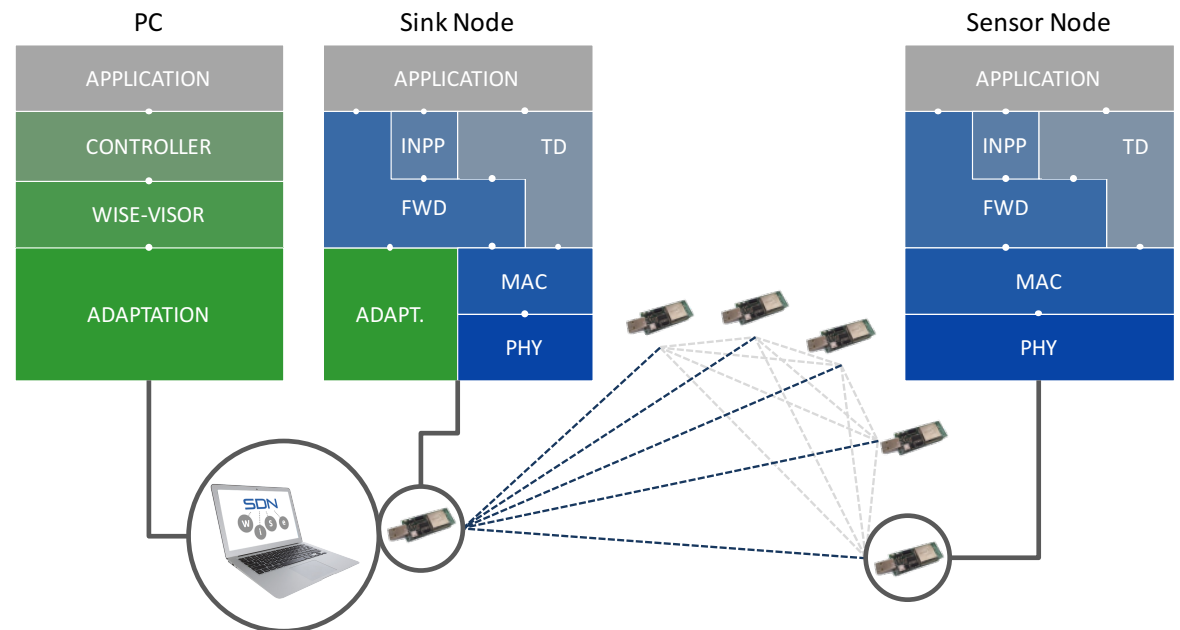 PC
Sink Node
Sensor Node
APPLICATION
CONTROLLER
WISE-VISOR
ADAPTATION
APPLICATION
INPP
TD
FWD
MAC
ADAPT.
PHY
APPLICATION
INPP
TD
FWD
MAC
PHY
SDN
W i s e